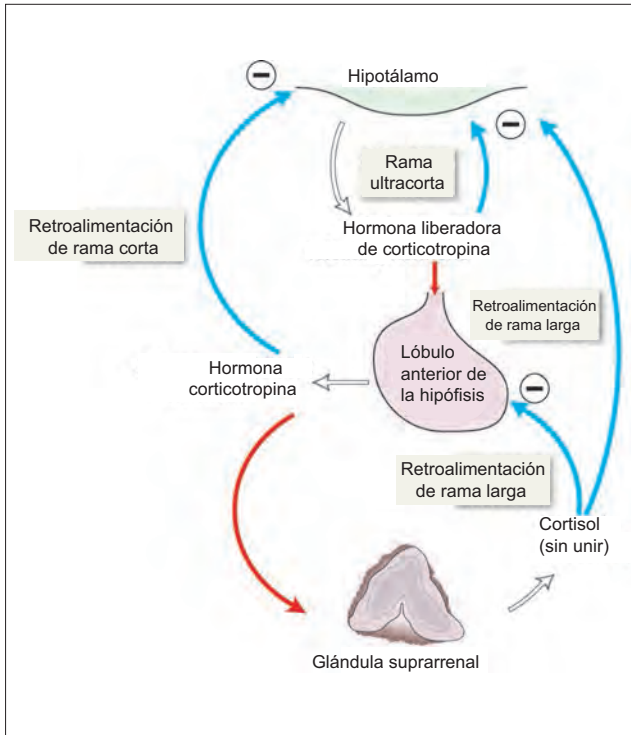 Hipotálamo
Rama
ultracorta
Retroalimentación
de rama corta
Hormona liberadora
de corticotropina
Retroalimentación
de rama larga
Lóbulo
anterior de
la hipófisis
Hormona
corticotropina
Retroalimentación
de rama larga
Cortisol
(sin unir)
Glándula suprarrenal